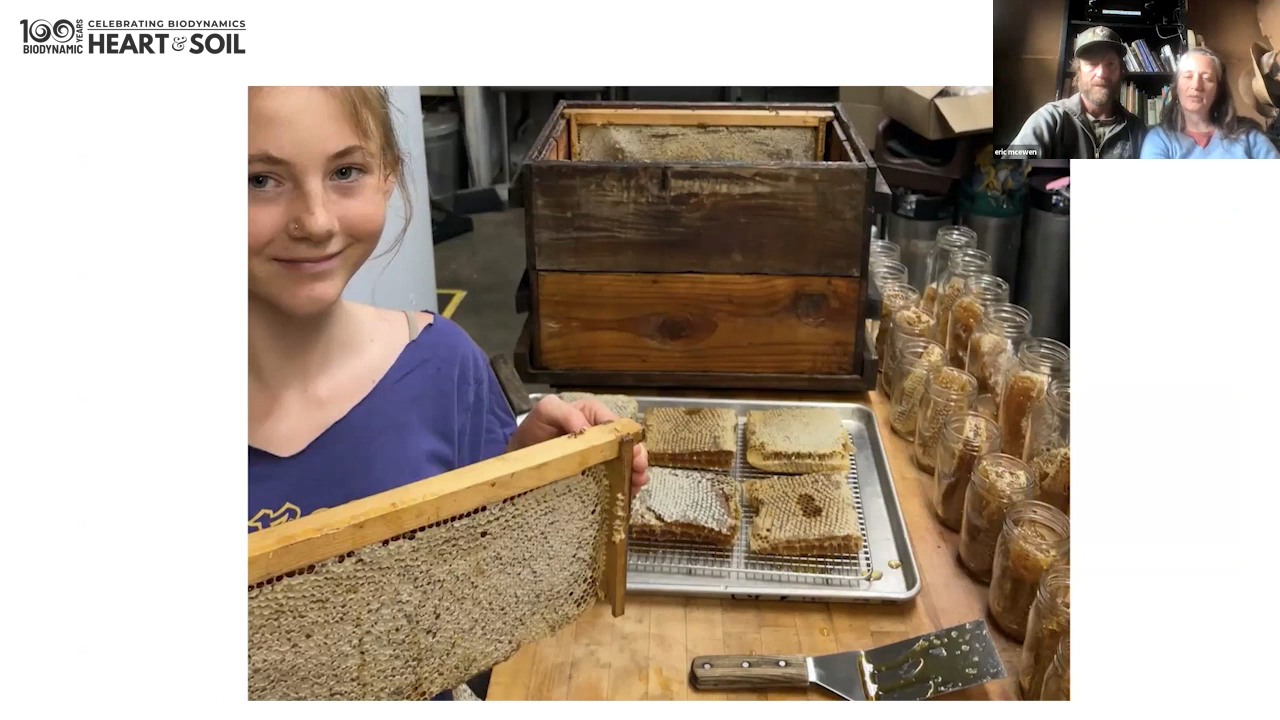 100 YEARS
BIODYNAMIC
CELEBRATING BIODYNAMICS
HEART & SOIL
eric mcewen